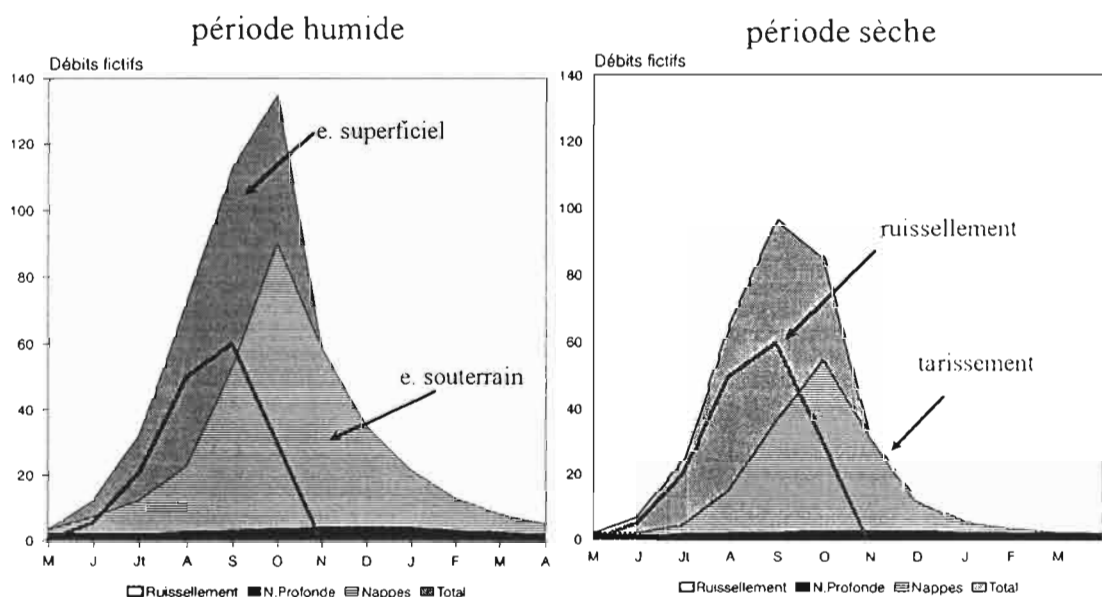 période humide
Débits fictifs
140
120
100
80
60
40
20
0
e. superficiel
e. souterrain
M J Jt A S O N D J F M A
Ruissellement N.Profonde Nappes Total
période sèche
Débits fictifs
140
120
100
80
60
40
20
0
ruissellement
tarissement
M J Jt A S O N D J F M
Ruissellement N.Profonde Nappes Total